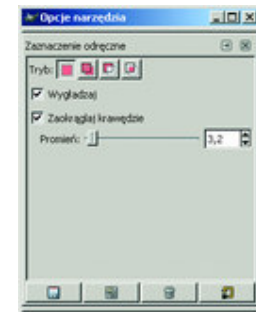 Opcje narzędzia
Zaznaczenie odręczne
Tryb:
Wygładzaj
Zaokrąglaj krawędzie
Promień: 3,2